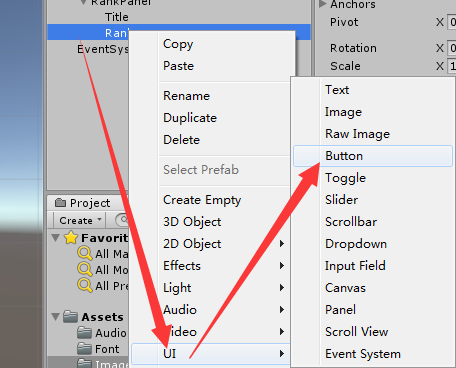 RankPanel
Title
Ran
EventSys
Copy
Paste
Rename
Duplicate
Delete
Select Prefab
Create Empty
3D Object
2D Object
Effects
Light
Audio
Video
UI
Text
Image
Raw Image
Button
Toggle
Slider
Scrollbar
Dropdown
Input Field
Canvas
Panel
Scroll View
Event System
Anchors
Pivot X 0
Rotation X 0
Scale X 1
Project
Create
Favorit
All Ma
All Mo
All Pre
Assets
Audio
Font
Imag